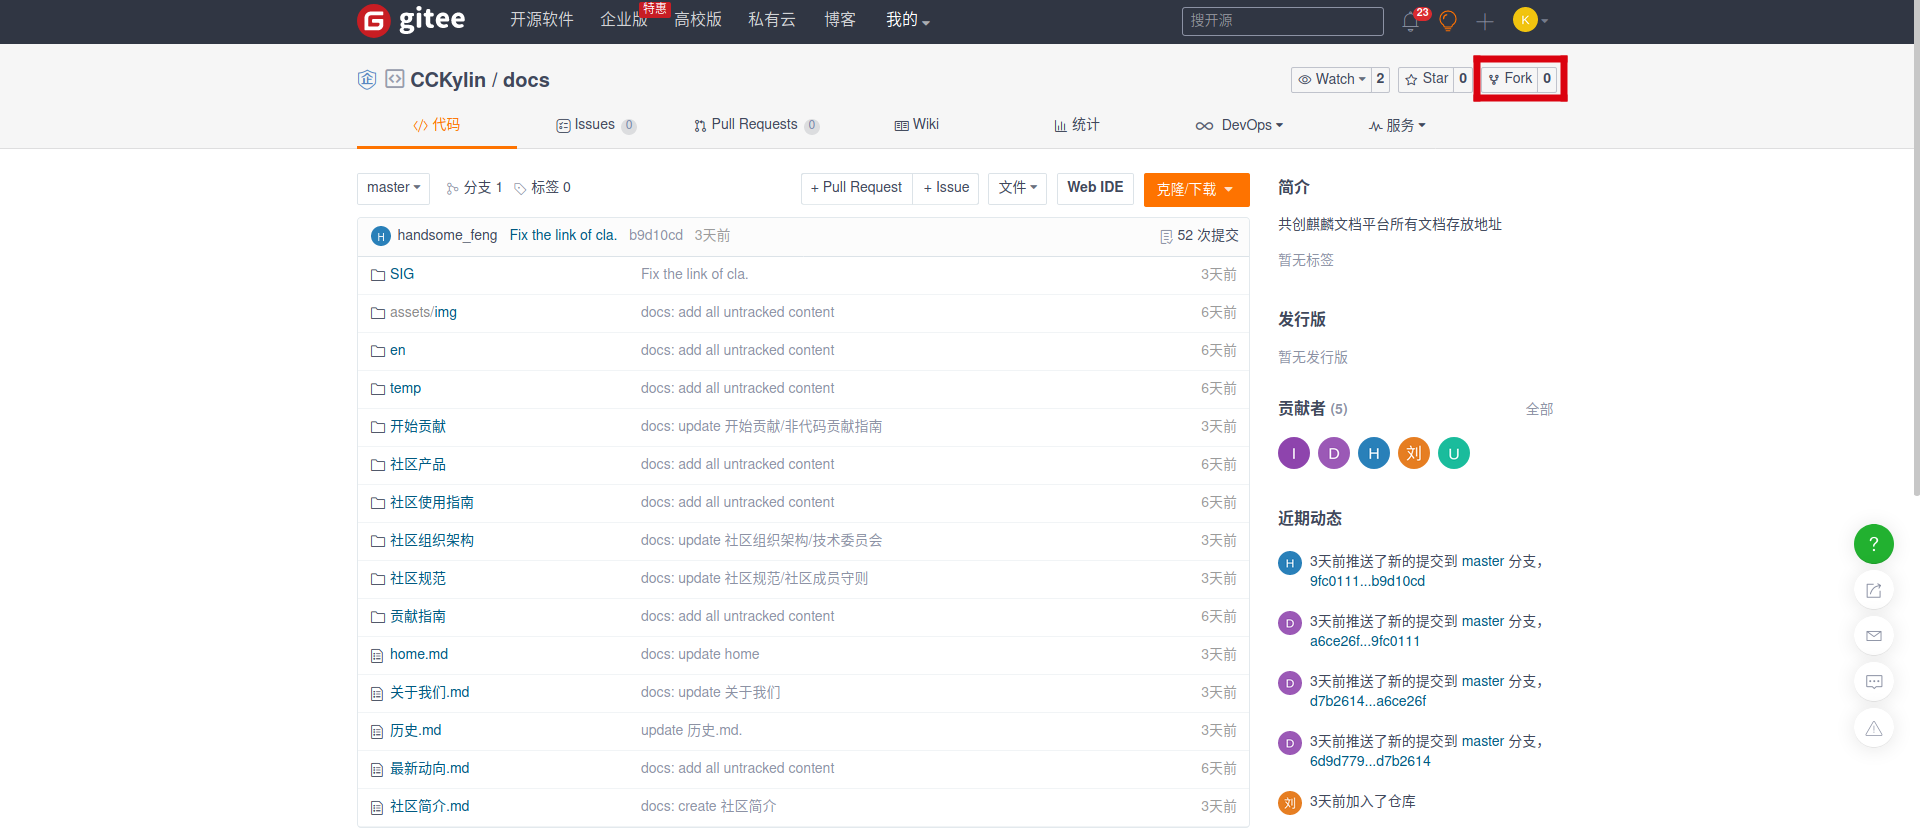 gitee 开源软件 企业版 特惠 高校版 私有云 博客 我的 搜开源 23 K
企 CCKylin / docs Watch 2 Star 0 Fork 0
代码 Issues 0 Pull Requests 0 Wiki 统计 DevOps 服务
master 分支 1 标签 0 + Pull Request + Issue 文件 Web IDE 克隆/下载
H handsome_feng Fix the link of cla. b9d10cd 3天前 52 次提交
SIG Fix the link of cla. 3天前
assets/img docs: add all untracked content 6天前
en docs: add all untracked content 6天前
temp docs: add all untracked content 6天前
开始贡献 docs: update 开始贡献/非代码贡献指南 3天前
社区产品 docs: add all untracked content 6天前
社区使用指南 docs: add all untracked content 6天前
社区组织架构 docs: update 社区组织架构/技术委员会 3天前
社区规范 docs: update 社区规范/社区成员守则 3天前
贡献指南 docs: add all untracked content 6天前
home.md docs: update home 3天前
关于我们.md docs: update 关于我们 3天前
历史.md update 历史.md. 3天前
最新动向.md docs: add all untracked content 6天前
社区简介.md docs: create 社区简介 3天前
简介
共创麒麟文档平台所有文档存放地址
暂无标签
发行版
暂无发行版
贡献者 (5) 全部
I D H 刘 U
近期动态
H 3天前推送了新的提交到 master 分支，
9fc0111...b9d10cd
D 3天前推送了新的提交到 master 分支，
a6ce26f...9fc0111
D 3天前推送了新的提交到 master 分支，
d7b2614...a6ce26f
D 3天前推送了新的提交到 master 分支，
6d9d779...d7b2614
刘 3天前加入了仓库
?